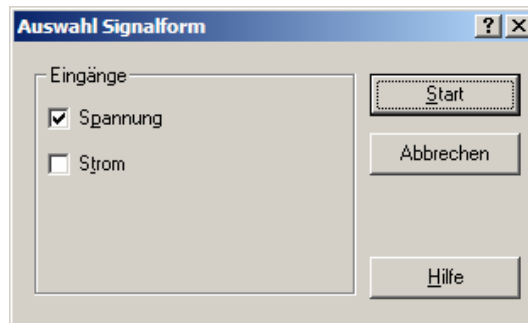 Auswahl Signalform
?
Eingänge
Spannung
Strom
Start
Abbrechen
Hilfe